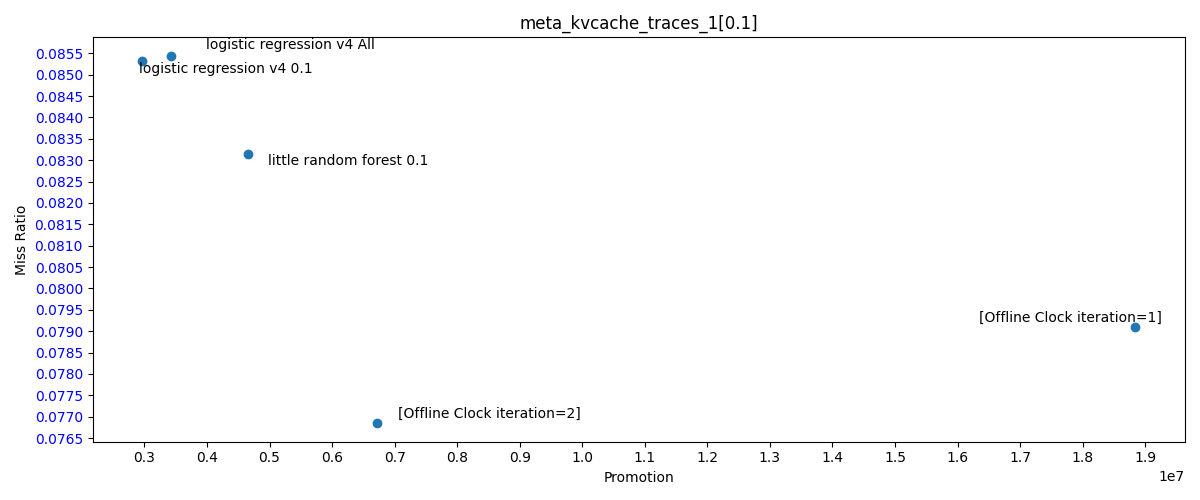 meta_kvcache_traces_1[0.1]
Miss Ratio
0.0855
0.0850
0.0845
0.0840
0.0835
0.0830
0.0825
0.0820
0.0815
0.0810
0.0805
0.0800
0.0795
0.0790
0.0785
0.0780
0.0775
0.0770
0.0765
logistic regression v4 All
logistic regression v4 0.1
little random forest 0.1
[Offline Clock iteration=1]
[Offline Clock iteration=2]
0.3 0.4 0.5 0.6 0.7 0.8 0.9 1.0 1.1 1.2 1.3 1.4 1.5 1.6 1.7 1.8 1.9
1e7
Promotion